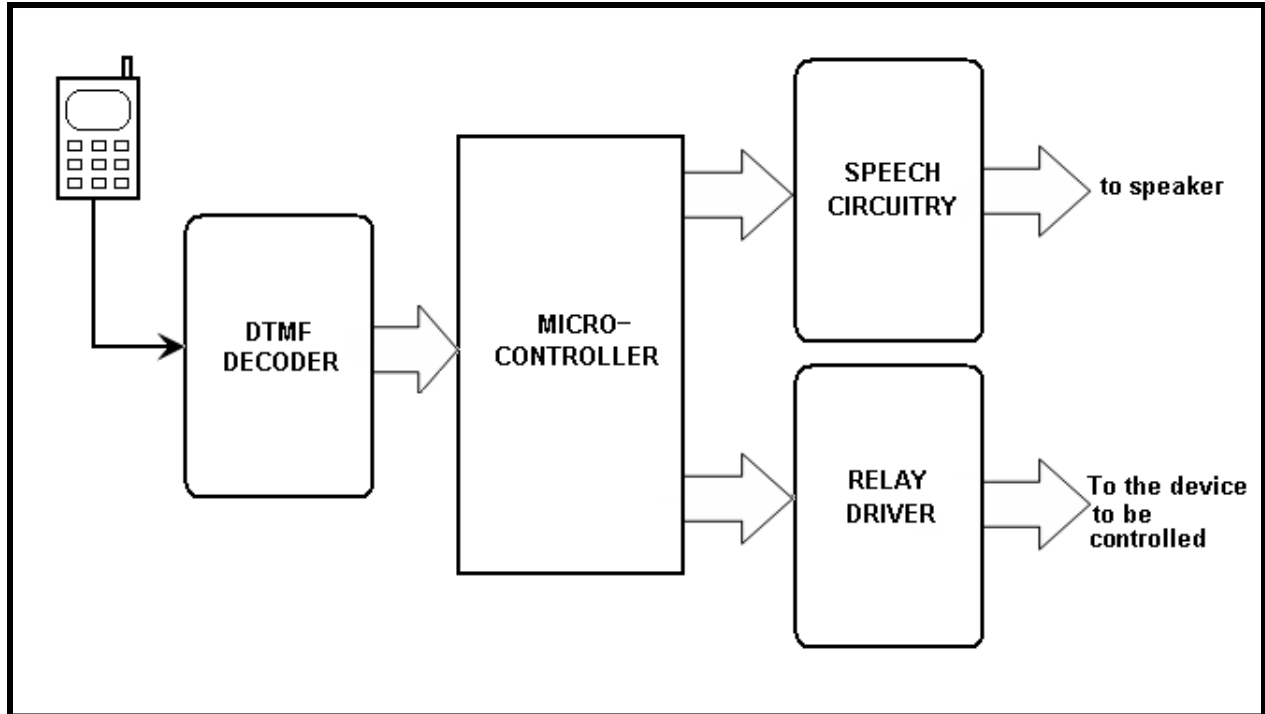 DTMF
DECODER
MICRO-
CONTROLLER
SPEECH
CIRCUITRY
to speaker
RELAY
DRIVER
To the device
to be
controlled